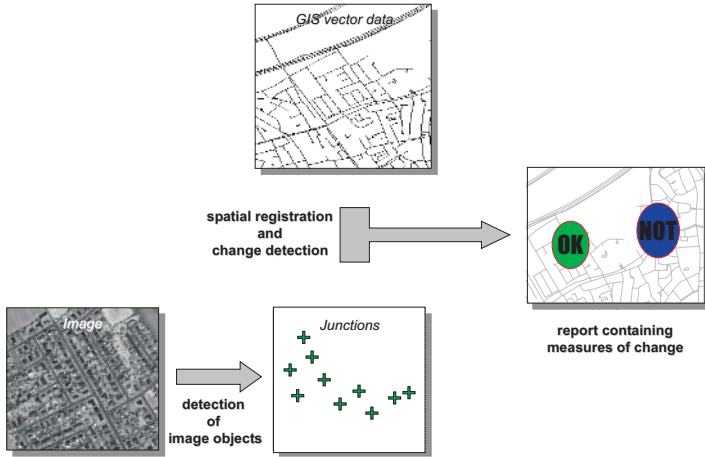 GIS vector data
spatial registration
and
change detection
OK
NOT
report containing
measures of change
Image
Junctions
detection
of
image objects